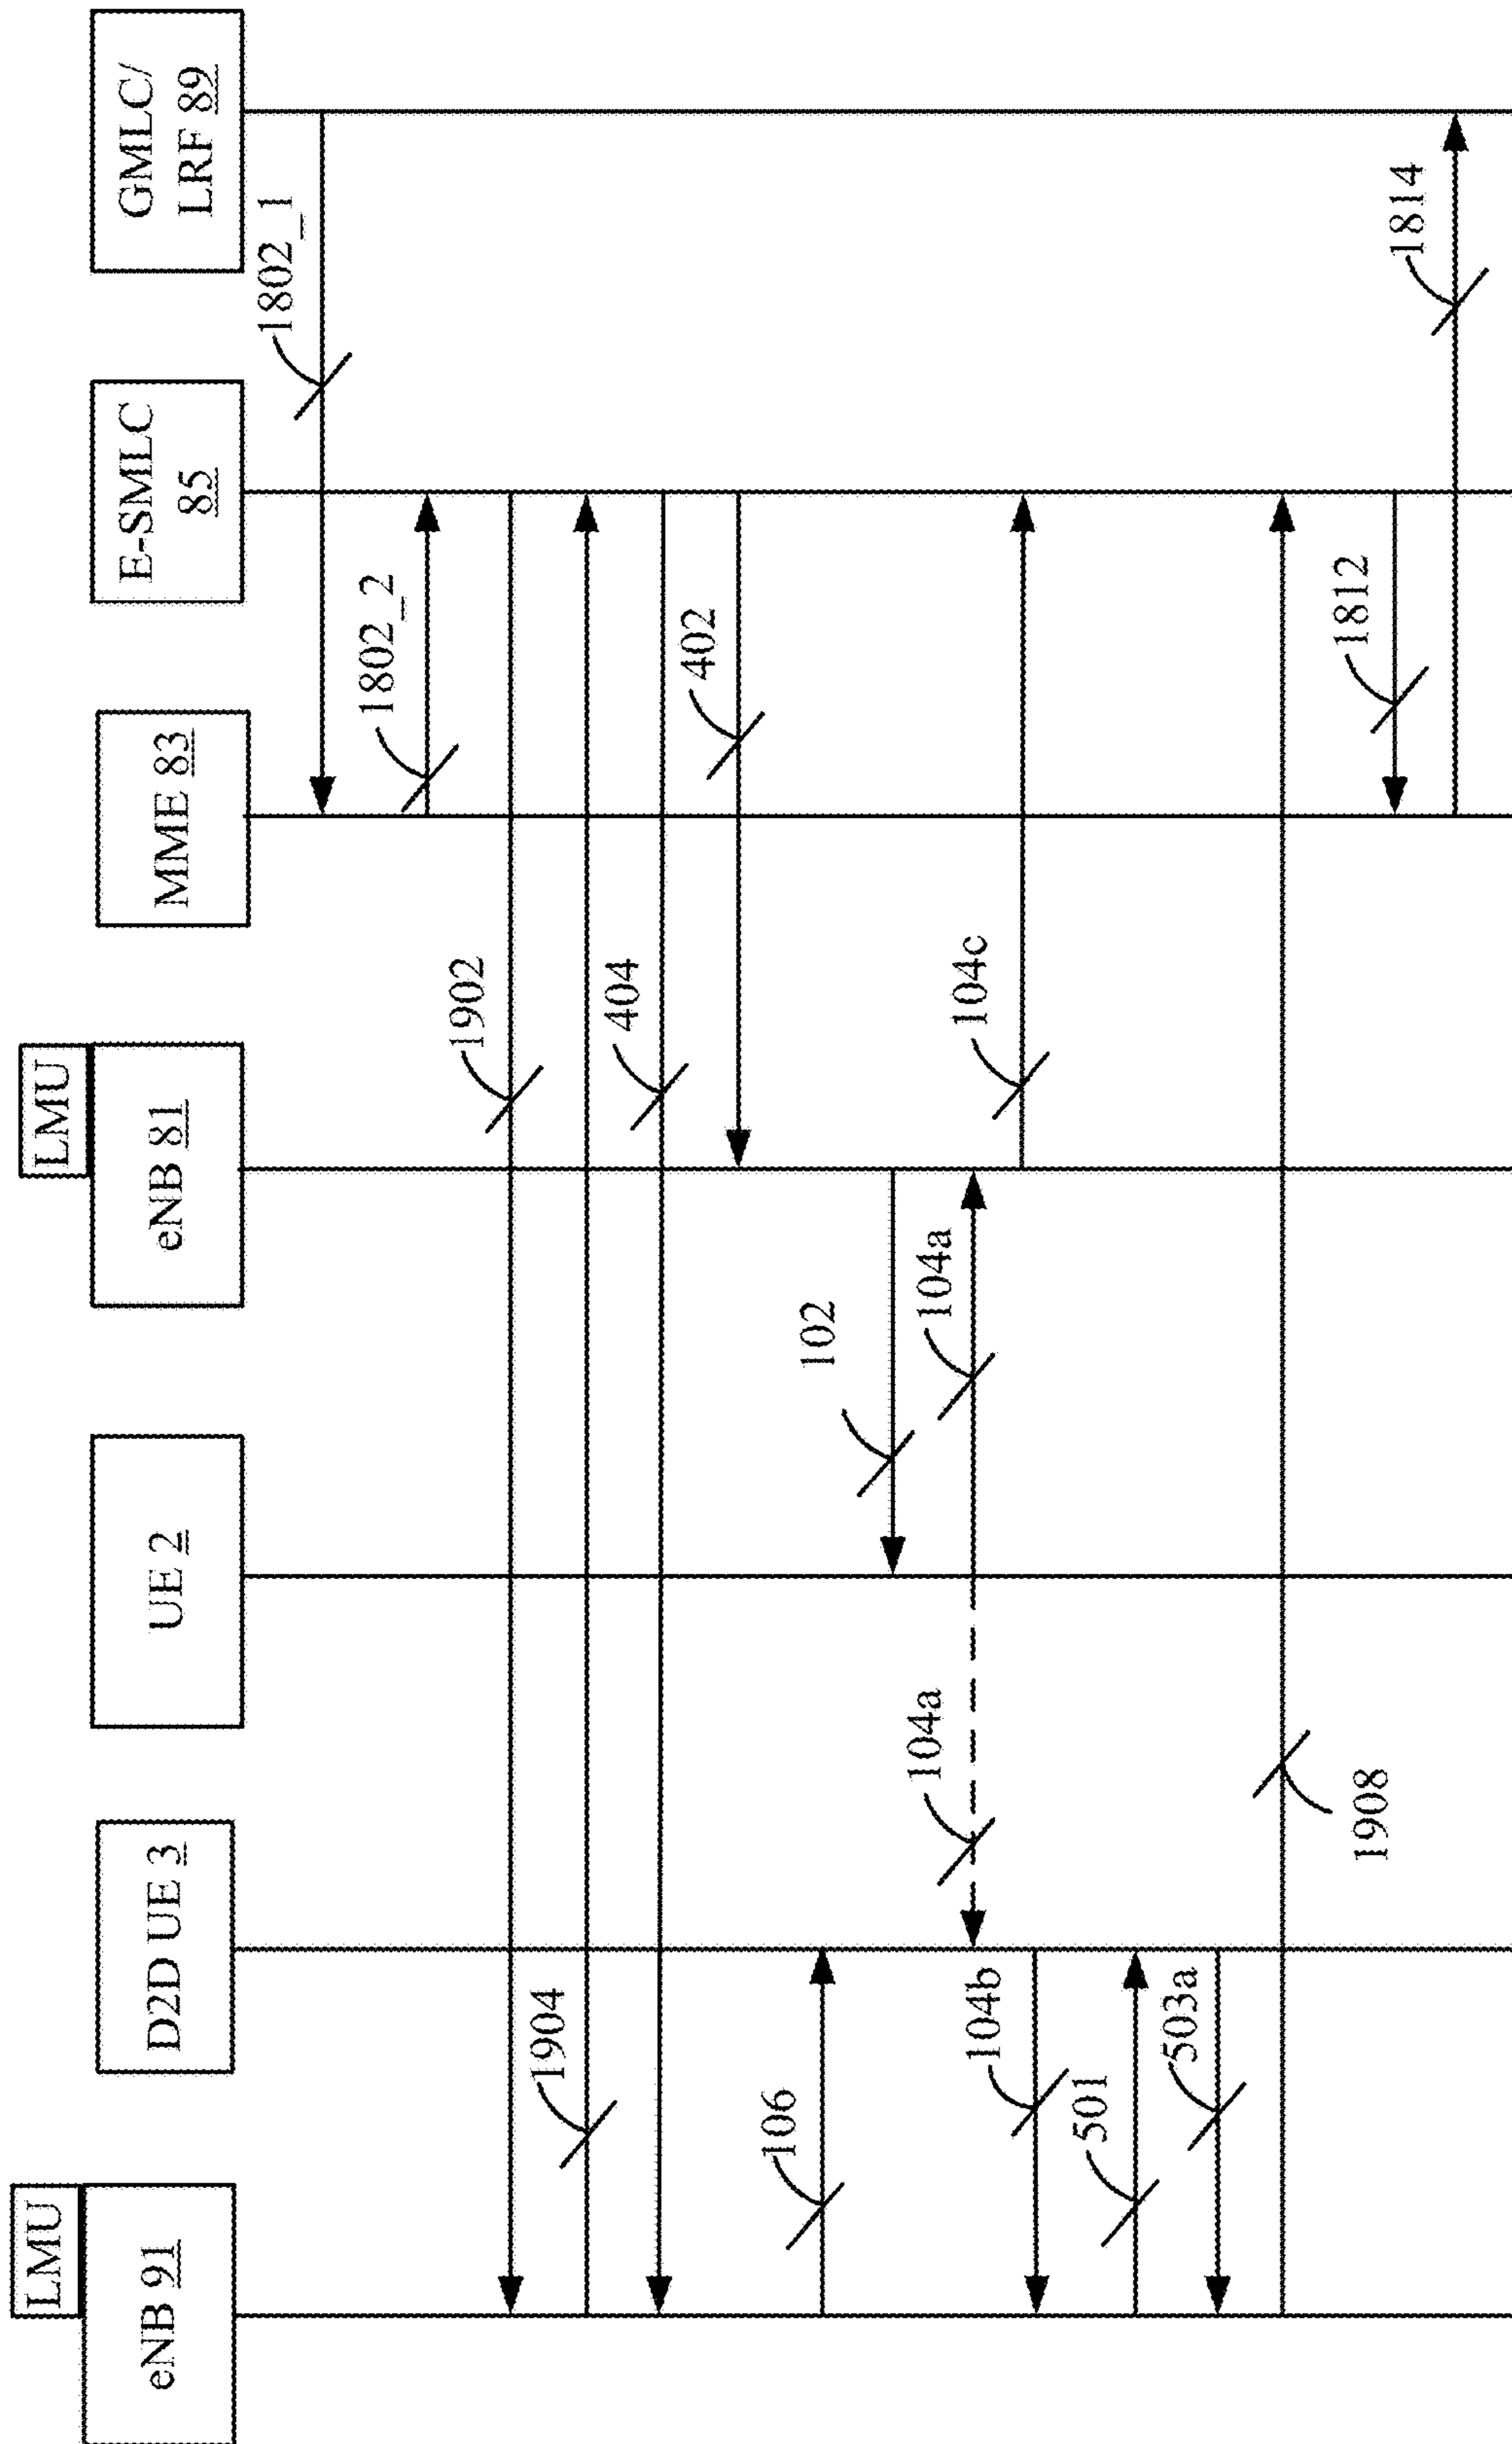 LMU
eNB 91
D2D UE 3
UE 2
LMU
eNB 81
MME 83
E-SMLC
85
GMLC/
LRF 89
1802_1
1802_2
1902
1904
404
402
106
102
104a
104a
104c
104b
501
503a
1908
1812
1814